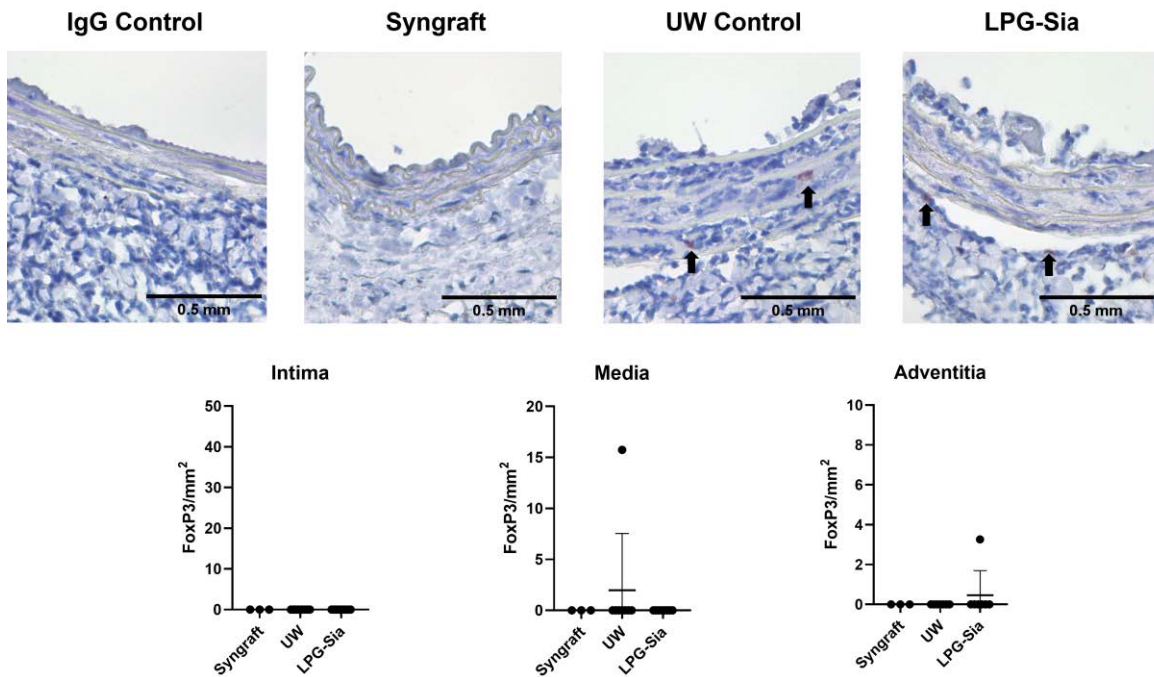 IgG Control
Syngraft
UW Control
LPG-Sia
0.5 mm
0.5 mm
0.5 mm
0.5 mm
Intima
Media
Adventitia
FoxP3/mm²
50
40
30
20
10
0
Syngraft
UW
LPG-Sia
FoxP3/mm²
20
15
10
5
0
Syngraft
UW
LPG-Sia
FoxP3/mm²
10
8
6
4
2
0
Syngraft
UW
LPG-Sia